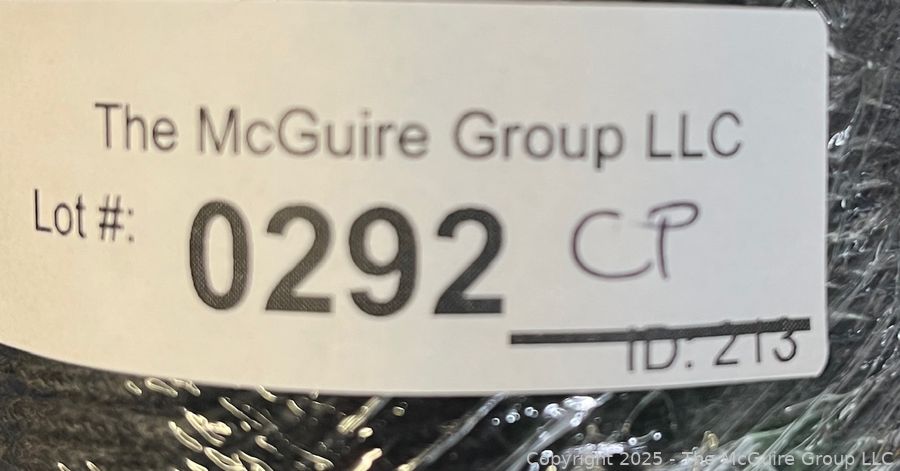 The McGuire Group LLC
Lot #: 0292 CP
ID: 213
Copyright 2025 - The McGuire Group LLC